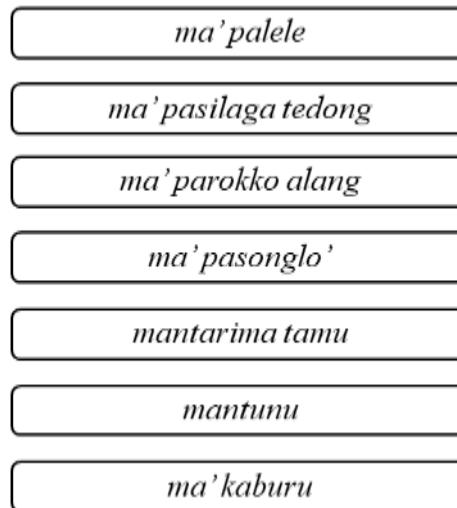 ma’ palele
ma’ pasilaga tedong
ma’ parokko alang
ma’ pasonglo’
mantarima tamu
mantunu
ma’ kaburu